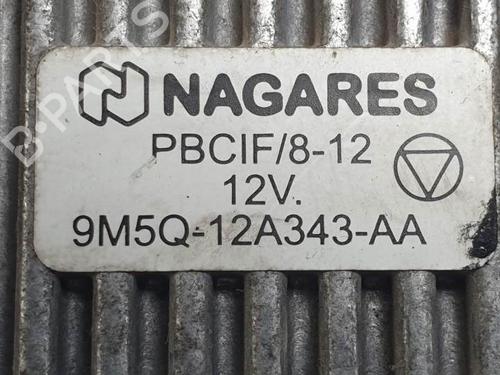 NAGARES
PBCIF/8-12
12V.
9M5Q-12A343-AA
B-PARTS